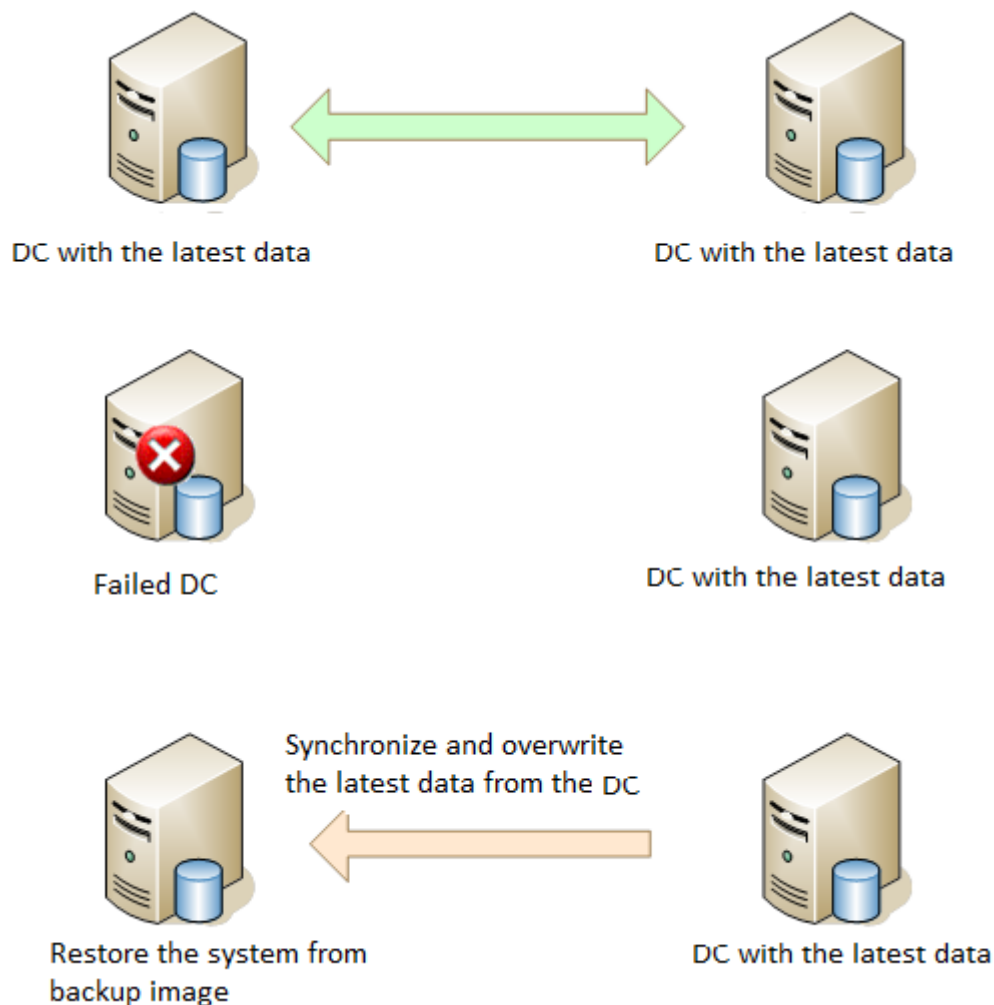 DC with the latest data
DC with the latest data
Failed DC
DC with the latest data
Synchronize and overwrite
the latest data from the DC
Restore the system from
backup image
DC with the latest data